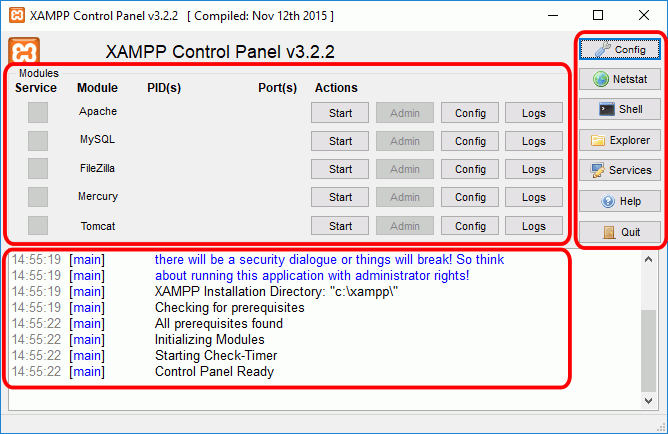 XAMPP Control Panel v3.2.2 [ Compiled: Nov 12th 2015 ]
XAMPP Control Panel v3.2.2
Config
Modules
Service Module PID(s) Port(s) Actions
Netstat
Apache Start Admin Config Logs
Shell
MySQL Start Admin Config Logs
Explorer
FileZilla Start Admin Config Logs
Services
Mercury Start Admin Config Logs
Help
Tomcat Start Admin Config Logs
Quit
14:55:19 [main] there will be a security dialogue or things will break! So think
14:55:19 [main] about running this application with administrator rights!
14:55:19 [main] XAMPP Installation Directory: "c:\xampp\"
14:55:19 [main] Checking for prerequisites
14:55:22 [main] All prerequisites found
14:55:22 [main] Initializing Modules
14:55:22 [main] Starting Check-Timer
14:55:22 [main] Control Panel Ready